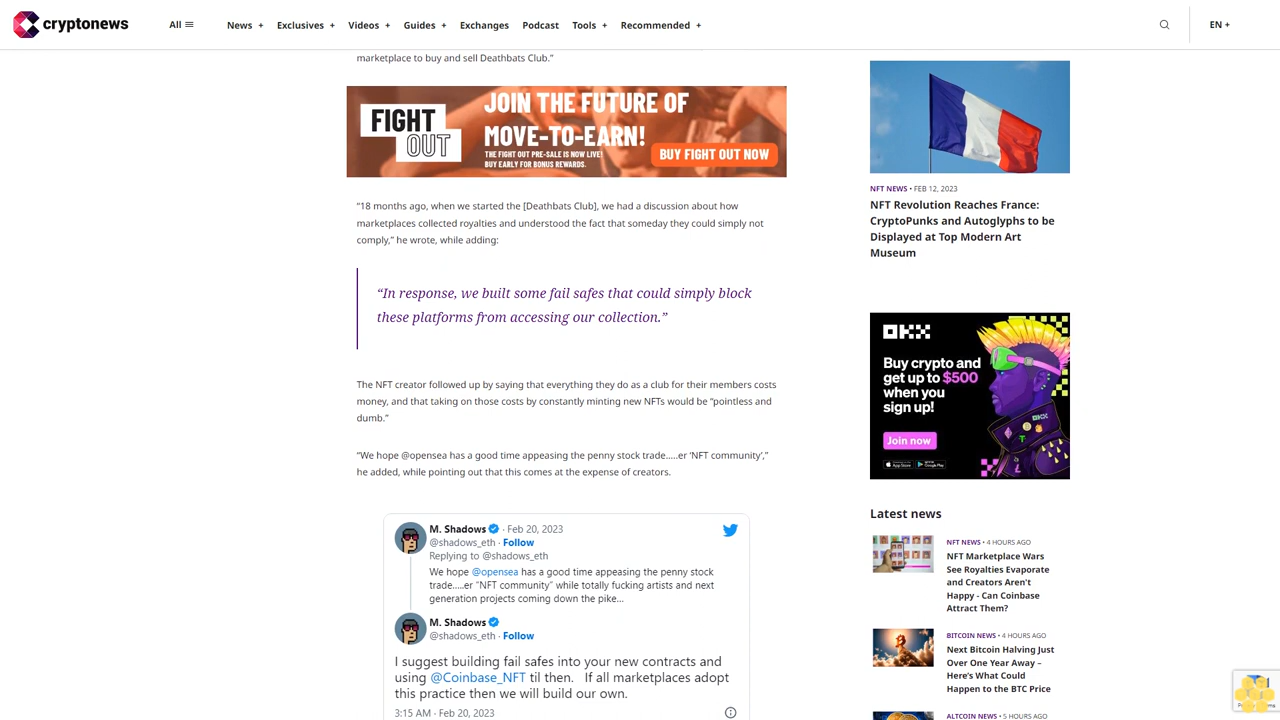 cryptonews
All
News +
Exclusives +
Videos +
Guides +
Exchanges
Podcast
Tools +
Recommended +
EN +
marketplace to buy and sell Deathbats Club.”
FIGHT
OUT
JOIN THE FUTURE OF
MOVE-TO-EARN!
THE FIGHT OUT PRE-SALE IS NOW LIVE!
BUY EARLY FOR BONUS REWARDS.
BUY FIGHT OUT NOW
“18 months ago, when we started the [Deathbats Club], we had a discussion about how
marketplaces collected royalties and understood the fact that someday they could simply not
comply,” he wrote, while adding:
“In response, we built some fail safes that could simply block
these platforms from accessing our collection.”
The NFT creator followed up by saying that everything they do as a club for their members costs
money, and that taking on those costs by constantly minting new NFTs would be “pointless and
dumb.”
“We hope @opensea has a good time appeasing the penny stock trade…..er ‘NFT community’,”
he added, while pointing out that this comes at the expense of creators.
M. Shadows · Feb 20, 2023
@shadows_eth · Follow
Replying to @shadows_eth
We hope @opensea has a good time appeasing the penny stock
trade…..er “NFT community” while totally fucking artists and next
generation projects coming down the pike…
M. Shadows
@shadows_eth · Follow
I suggest building fail safes into your new contracts and
using @Coinbase_NFT til then. If all marketplaces adopt
this practice then we will build our own.
3:15 AM · Feb 20, 2023
NFT NEWS • FEB 12, 2023
NFT Revolution Reaches France:
CryptoPunks and Autoglyphs to be
Displayed at Top Modern Art
Museum
OKX
Buy crypto and
get up to $500
when you
sign up!
Join now
App Store
Google Play
Latest news
NFT NEWS • 4 HOURS AGO
NFT Marketplace Wars
See Royalties Evaporate
and Creators Aren't
Happy - Can Coinbase
Attract Them?
BITCOIN NEWS • 4 HOURS AGO
Next Bitcoin Halving Just
Over One Year Away –
Here’s What Could
Happen to the BTC Price
ALTCOIN NEWS • 5 HOURS AGO